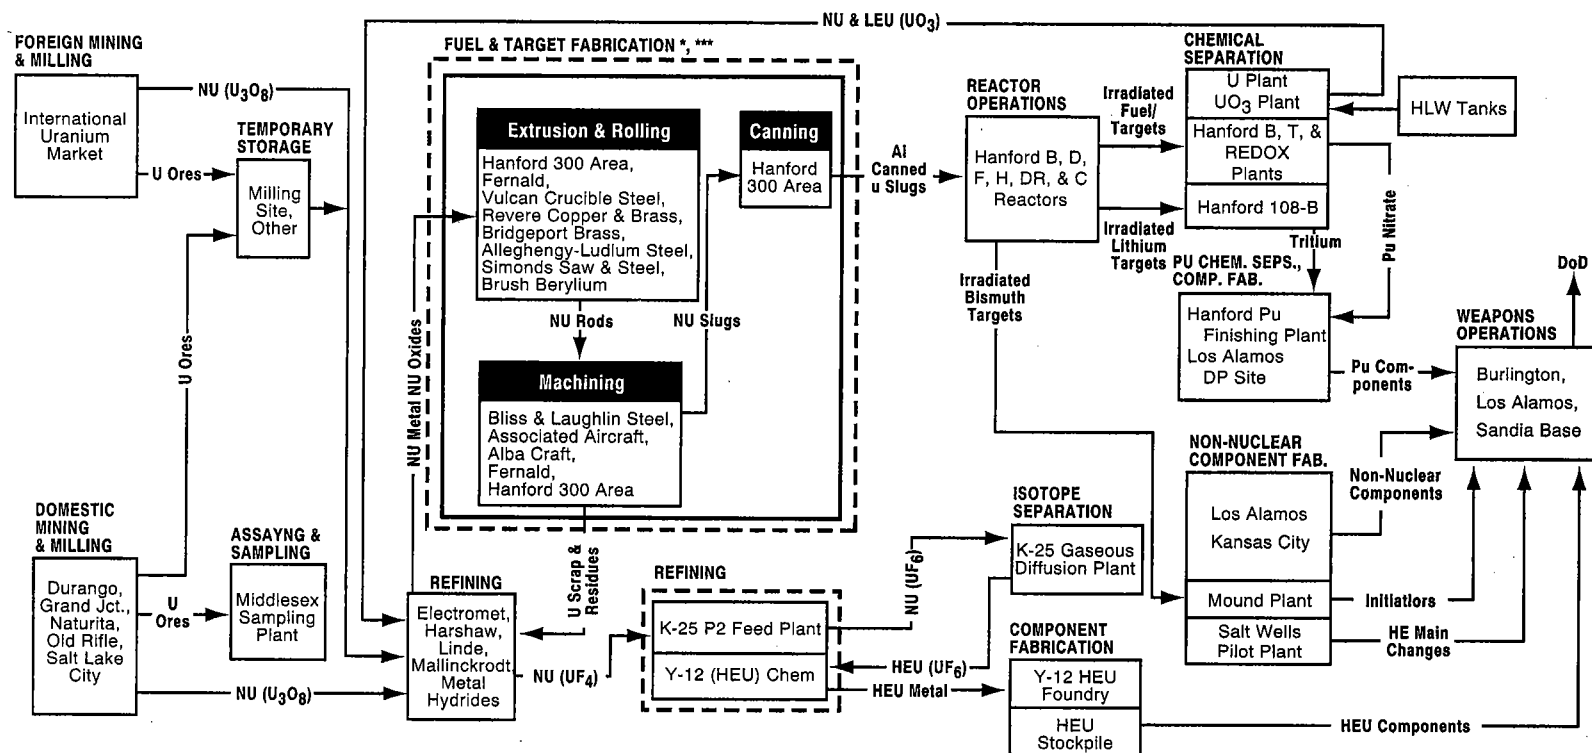 NU & LEU (UO3)
FOREIGN MINING
& MILLING
International
Uranium
Market
NU (U3O8)
U Ores
TEMPORARY
STORAGE
Milling
Site,
Other
U Ores
DOMESTIC
MINING
& MILLING
Durango,
Grand Jct.,
Naturita,
Old Rifle,
Salt Lake
City
U
Ores
NU (U3O8)
ASSAYNG &
SAMPLING
Middlesex
Sampling
Plant
FUEL & TARGET FABRICATION *, ***
Extrusion & Rolling
Hanford 300 Area,
Fernald,
Vulcan Crucible Steel,
Revere Copper & Brass,
Bridgeport Brass,
Alleghengy-Ludlum Steel,
Simonds Saw & Steel,
Brush Berylium
Canning
Hanford
300 Area
NU Rods
NU Slugs
Machining
Bliss & Laughlin Steel,
Associated Aircraft,
Alba Craft,
Fernald,
Hanford 300 Area
NU Metal NU Oxides
U Scrap &
Residues
REFINING
Electromet,
Harshaw,
Linde,
Mallinckrodt,
Metal
Hydrides
NU (UF4)
REFINING
K-25 P2 Feed Plant
Y-12 (HEU) Chem
NU (UF6)
HEU (UF6)
HEU Metal
ISOTOPE
SEPARATION
K-25 Gaseous
Diffusion Plant
COMPONENT
FABRICATION
Y-12 HEU
Foundry
HEU
Stockpile
HEU Components
Al
Canned
u Slugs
REACTOR
OPERATIONS
Hanford B, D,
F, H, DR, & C
Reactors
Irradiated
Fuel/
Targets
Irradiated
Lithium
Targets
Irradiated
Bismuth
Targets
CHEMICAL
SEPARATION
U Plant
UO3 Plant
Hanford B, T, &
REDOX
Plants
Hanford 108-B
HLW Tanks
Tritium
Pu Nitrate
PU CHEM. SEPS.,
COMP. FAB.
Hanford Pu
Finishing Plant
Los Alamos
DP Site
Pu Com-
ponents
NON-NUCLEAR
COMPONENT FAB.
Los Alamos
Kansas City
Mound Plant
Salt Wells
Pilot Plant
Non-Nuclear
Components
Initiatiors
HE Main
Changes
DoD
WEAPONS
OPERATIONS
Burlington,
Los Alamos,
Sandia Base